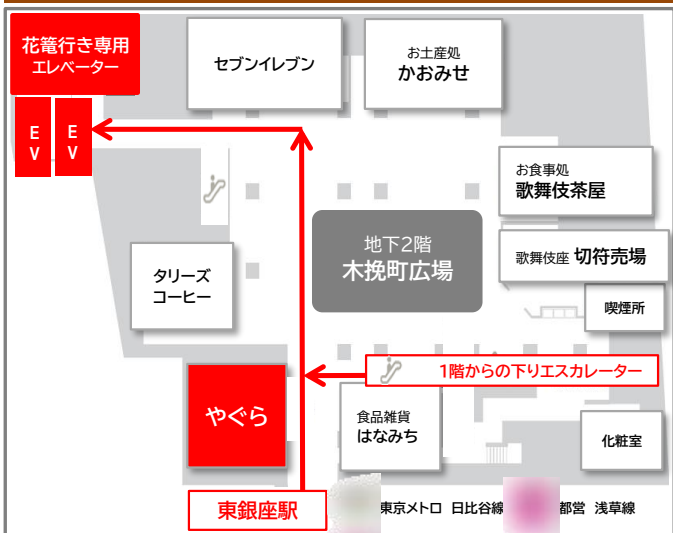 花篭行き専用
エレベーター
EV
EV
セブンイレブン
お土産処
かおみせ
お食事処
歌舞伎茶屋
地下2階
木挽町広場
歌舞伎座 切符売場
タリーズ
コーヒー
喫煙所
1階からの下りエスカレーター
やぐら
食品雑貨
はなみち
化粧室
東銀座駅
東京メトロ 日比谷線
都営 浅草線